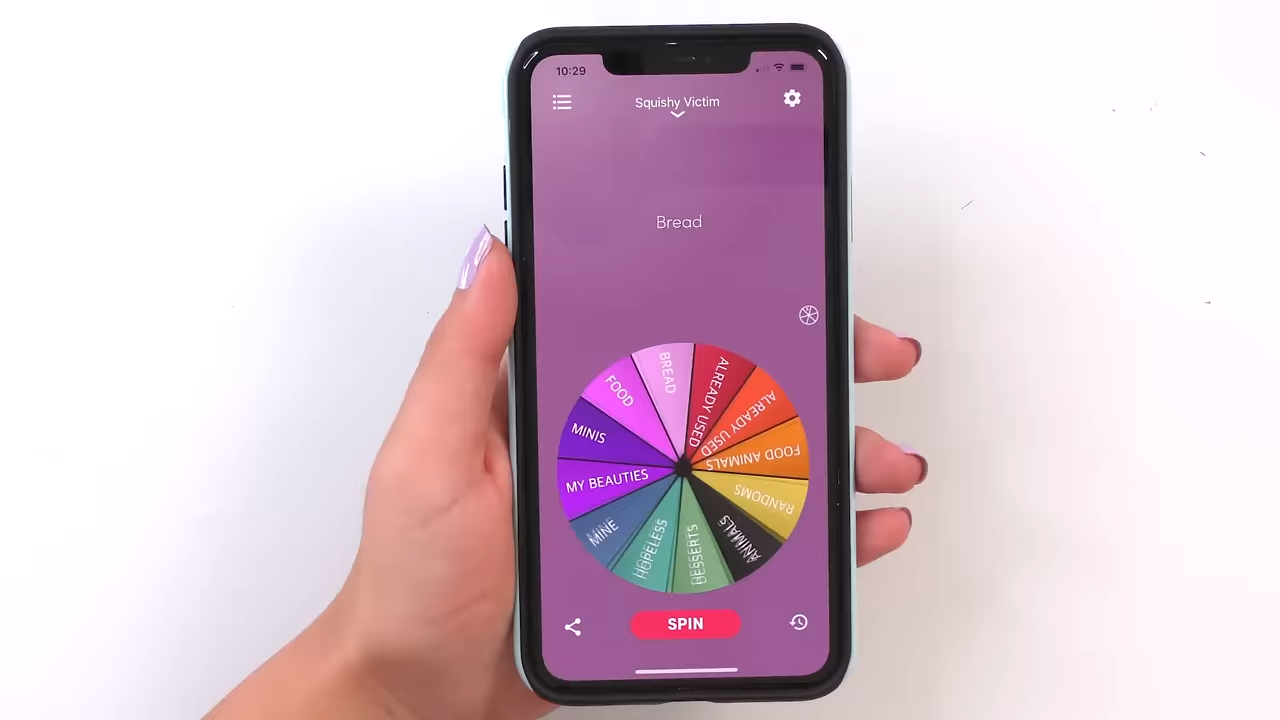 10:29
Squishy Victim
Bread
BREAD
ALREADY USED
ALREADY USED
FOOD ANIMALS
RANDOMS
ANIMALS
DESSERTS
HOPELESS
MINE
MY BEAUTIES
MINIS
FOOD
SPIN